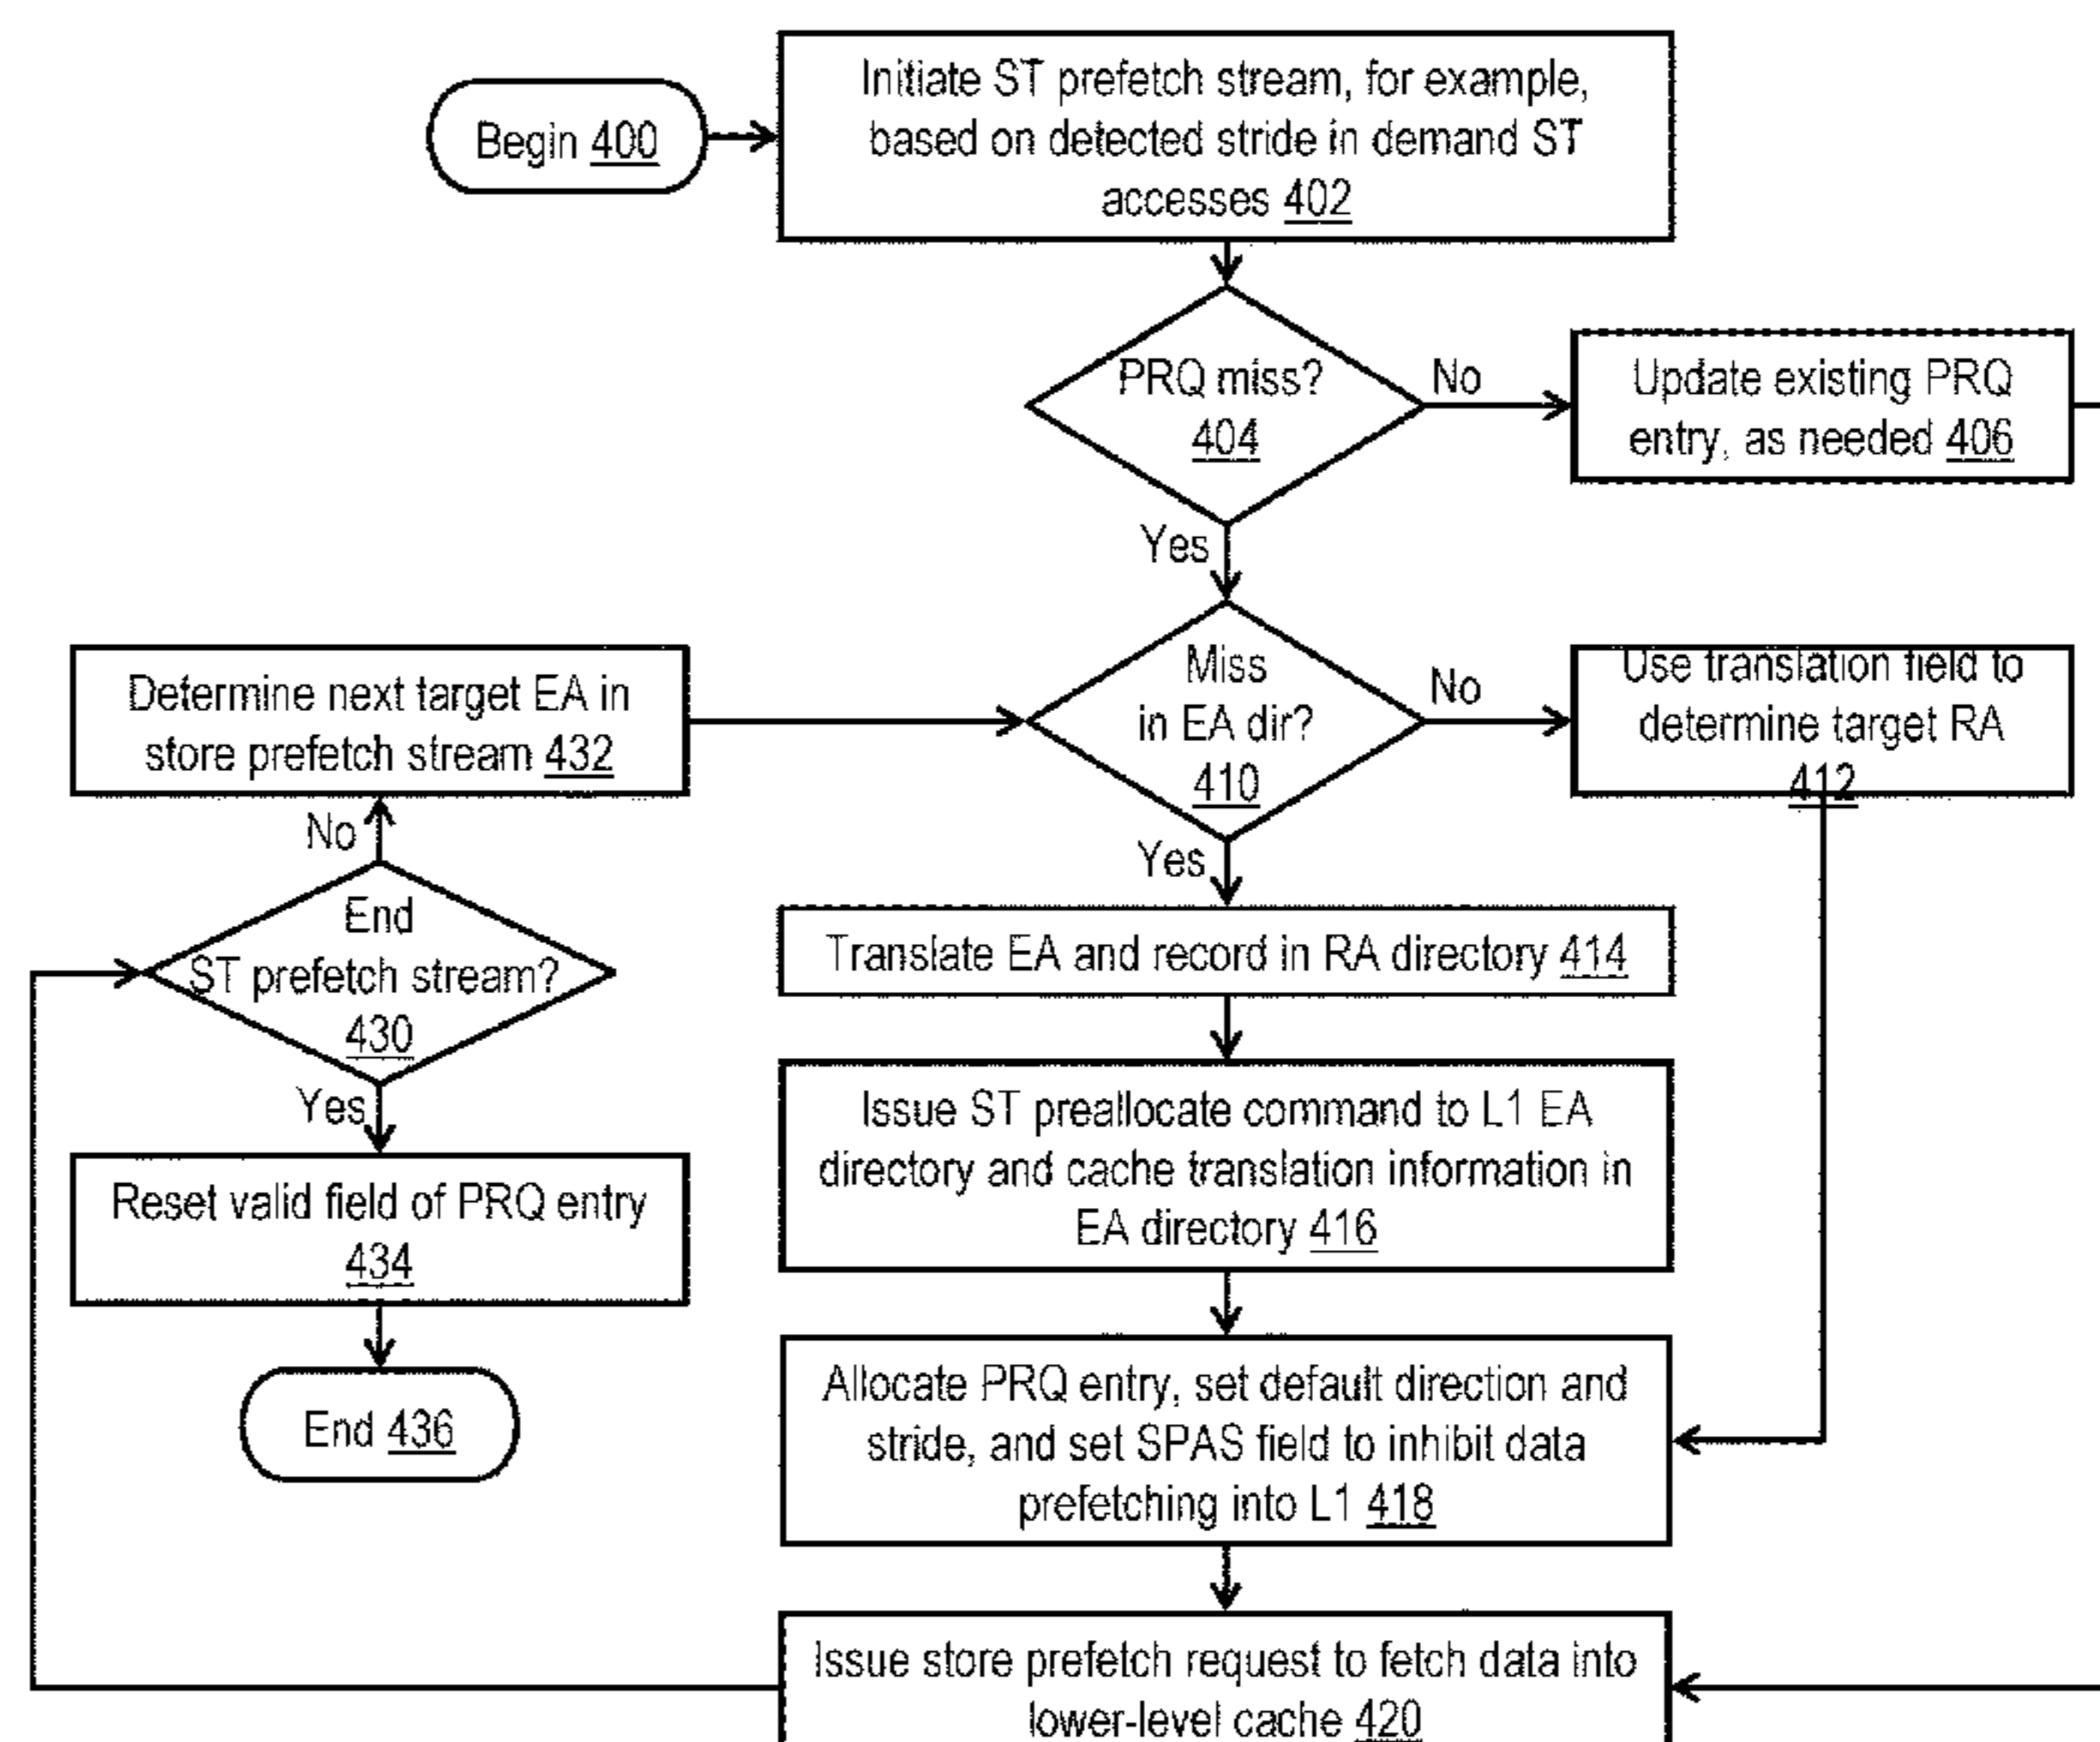 Begin 400
Initiate ST prefetch stream, for example,
based on detected stride in demand ST
accesses 402
PRQ miss?
404
No
Update existing PRQ
entry, as needed 406
Yes
Determine next target EA in
store prefetch stream 432
Miss
in EA dir?
410
No
Use translation field to
determine target RA
412
No
Yes
End
ST prefetch stream?
430
Translate EA and record in RA directory 414
Yes
Issue ST preallocate command to L1 EA
directory and cache translation information in
EA directory 416
Reset valid field of PRQ entry
434
End 436
Allocate PRQ entry, set default direction and
stride, and set SPAS field to inhibit data
prefetching into L1 418
Issue store prefetch request to fetch data into
lower-level cache 420